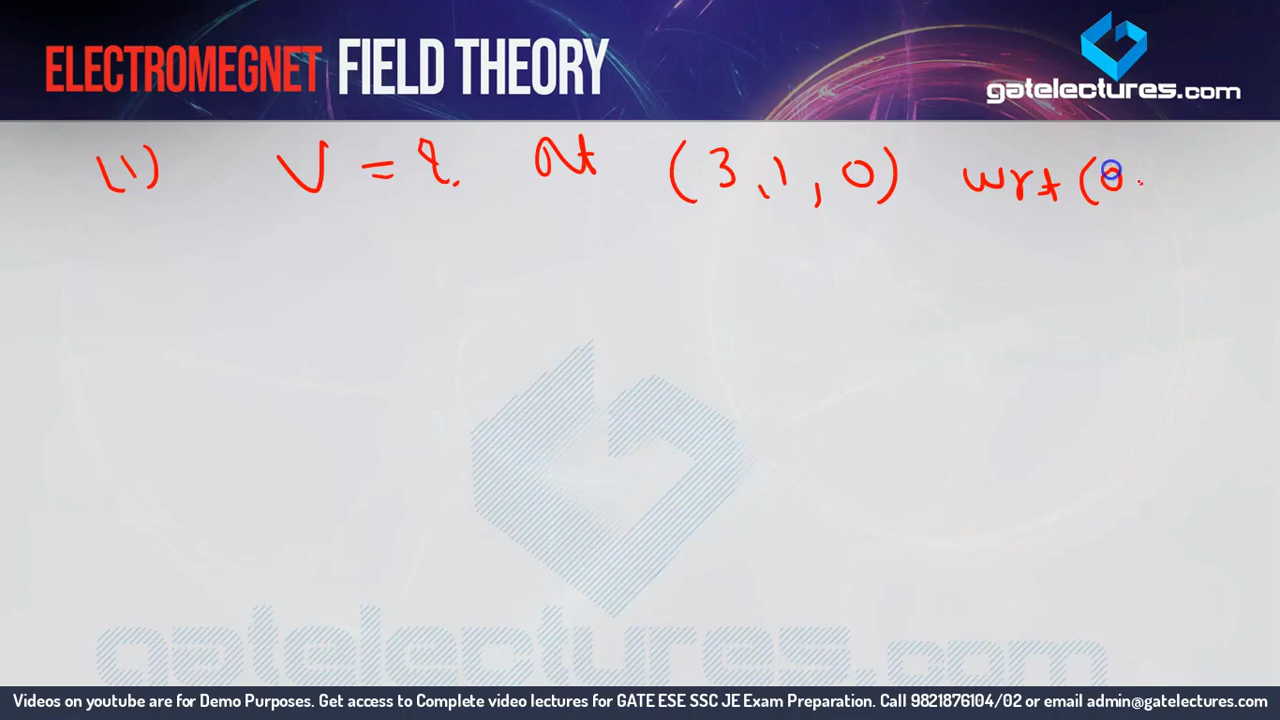 ELECTROMEGNET FIELD THEORY
gatelectures.com
(1) V = ?. At (3,1,0) wrt (0
gatelectures.com
Videos on youtube are for Demo Purposes. Get access to Complete video lectures for GATE ESE SSC JE Exam Preparation. Call 9821876104/02 or email admin@gatelectures.com